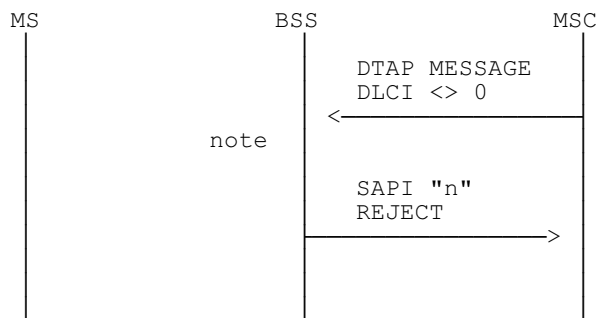 MS BSS MSC
DTAP MESSAGE
DLCI <> 0
note
SAPI "n"
REJECT